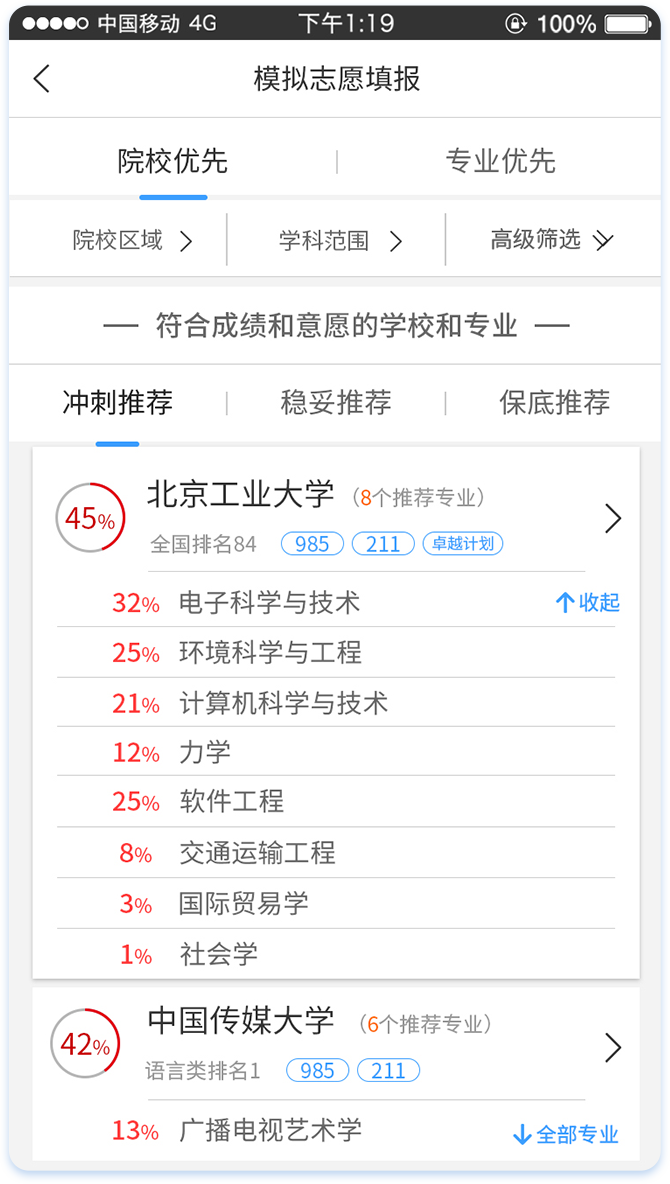 中国移动 4G 下午1:19 100%
模拟志愿填报
院校优先 专业优先
院校区域 学科范围 高级筛选
符合成绩和意愿的学校和专业
冲刺推荐 稳妥推荐 保底推荐
45% 北京工业大学 （8个推荐专业）
全国排名84 985 211 卓越计划
32% 电子科学与技术 收起
25% 环境科学与工程
21% 计算机科学与技术
12% 力学
25% 软件工程
8% 交通运输工程
3% 国际贸易学
1% 社会学
42% 中国传媒大学 （6个推荐专业）
语言类排名1 985 211
13% 广播电视艺术学 全部专业